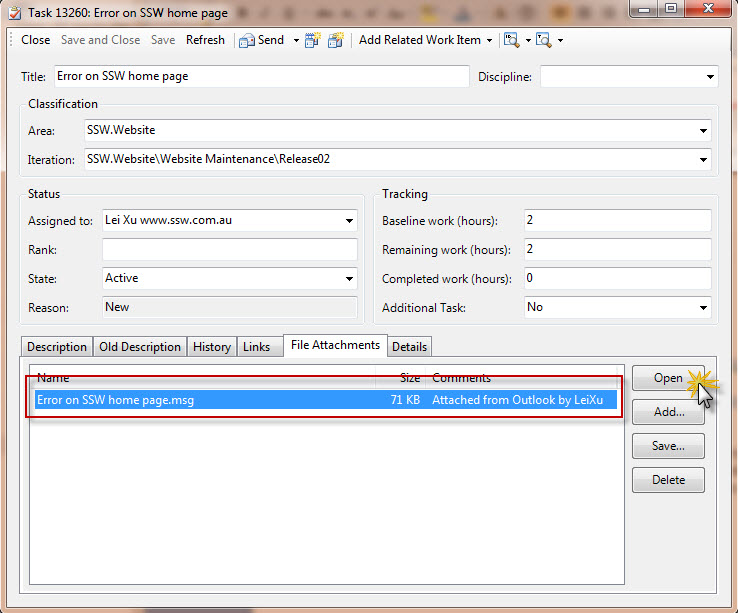 Task 13260: Error on SSW home page
Close Save and Close Save Refresh Send Add Related Work Item
Title: Error on SSW home page Discipline:
Classification
Area: SSW.Website
Iteration: SSW.Website\Website Maintenance\Release02
Status Tracking
Assigned to: Lei Xu www.ssw.com.au Baseline work (hours): 2
Rank: Remaining work (hours): 2
State: Active Completed work (hours): 0
Reason: New Additional Task: No
Description Old Description History Links File Attachments Details
Name Size Comments Open
Error on SSW home page.msg 71 KB Attached from Outlook by LeiXu
Add...
Save...
Delete